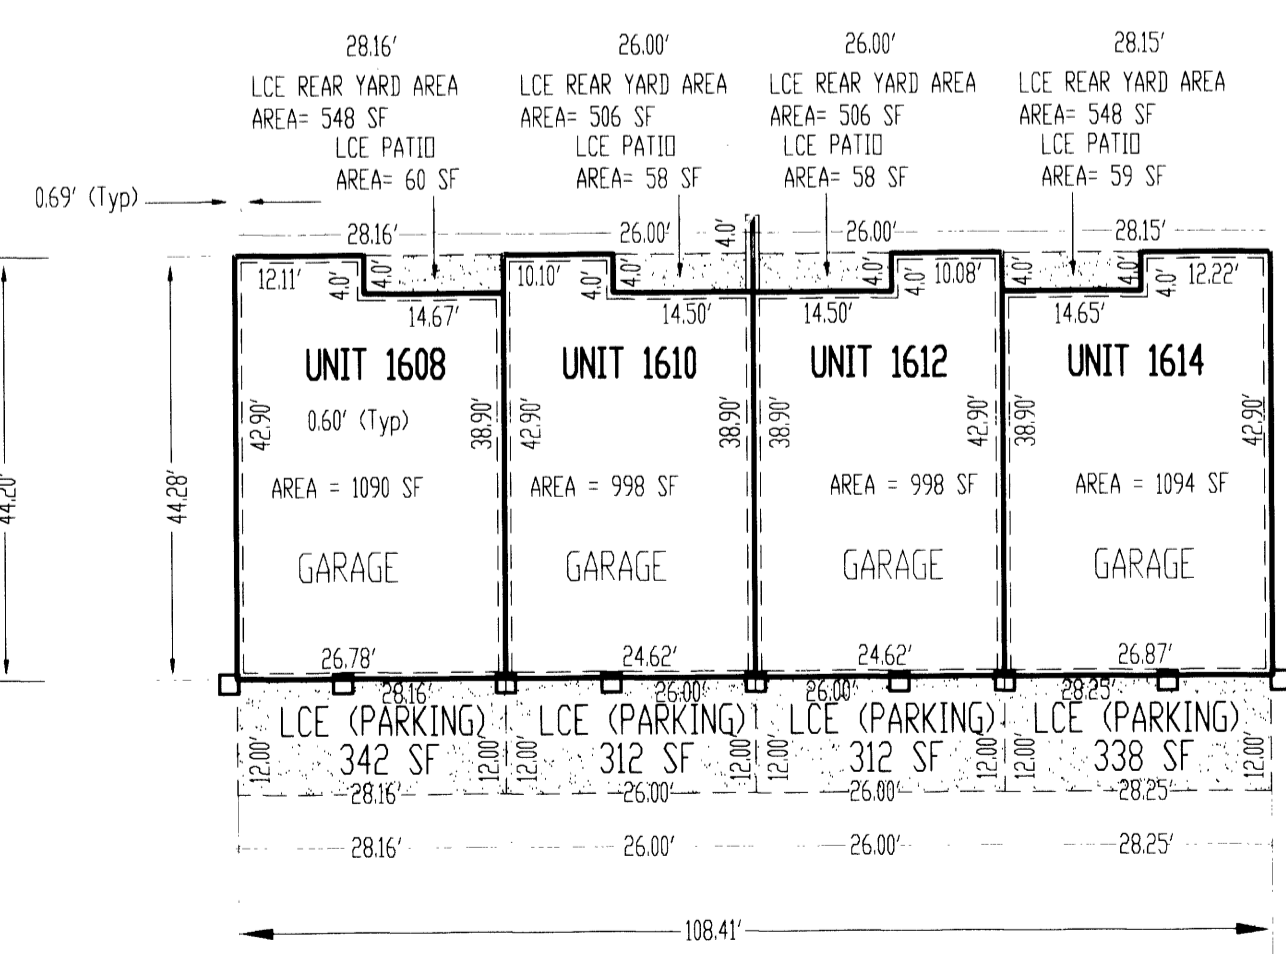 28.16' 26.00' 26.00' 28.15'
LCE REAR YARD AREA LCE REAR YARD AREA LCE REAR YARD AREA LCE REAR YARD AREA
AREA= 548 SF AREA= 506 SF AREA= 506 SF AREA= 548 SF
LCE PATIO LCE PATIO LCE PATIO LCE PATIO
AREA= 60 SF AREA= 58 SF AREA= 58 SF AREA= 59 SF
0.69' (Typ)
28.16' 26.00' 4.0' 26.00' 28.15'
12.11' 4.0' 4.0' 10.10' 4.0' 4.0' 4.0' 4.0' 10.08' 4.0' 4.0' 4.0' 12.22'
14.67' 14.50' 14.50' 14.65'
UNIT 1608 UNIT 1610 UNIT 1612 UNIT 1614
42.90' 0.60' (Typ) 38.90' 42.90' 38.90' 38.90' 42.90' 38.90' 42.90'
44.20' 44.28' AREA = 1090 SF AREA = 998 SF AREA = 998 SF AREA = 1094 SF
GARAGE GARAGE GARAGE GARAGE
26.78' 24.62' 24.62' 26.87'
28.16' 26.00' 26.00' 28.25'
LCE (PARKING) LCE (PARKING) LCE (PARKING) LCE (PARKING)
12.00' 342 SF 12.00' 12.00' 312 SF 12.00' 12.00' 312 SF 12.00' 12.00' 338 SF 12.00'
28.16' 26.00' 26.00' 28.25'
28.16' 26.00' 26.00' 28.25'
108.41'